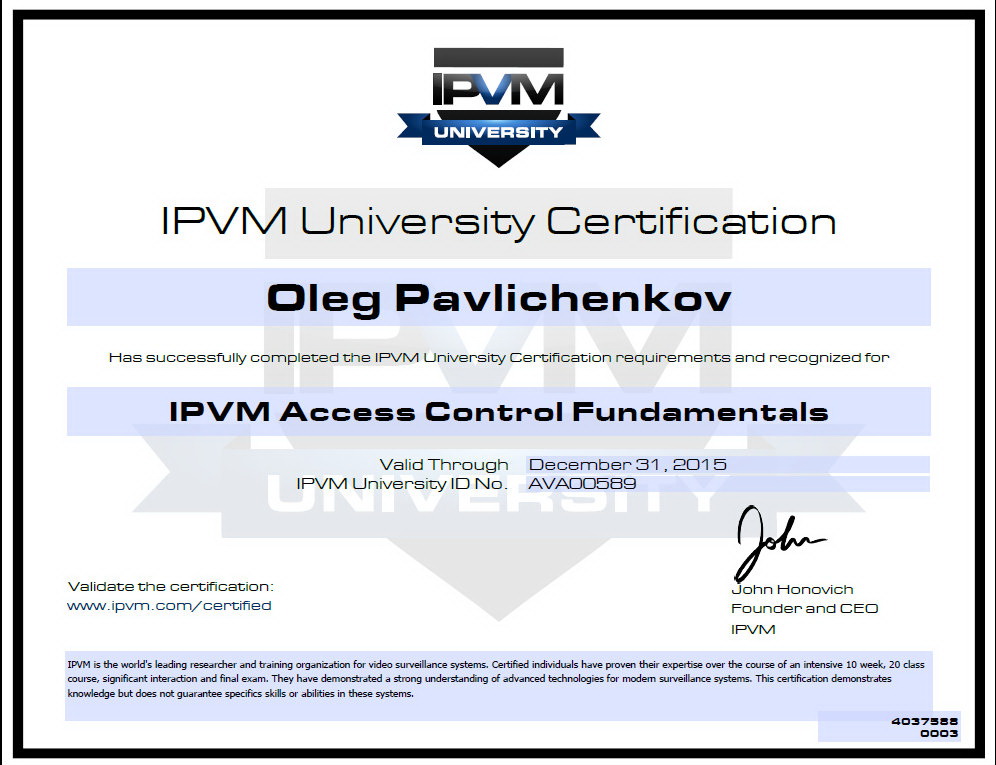 IPVM
UNIVERSITY
IPVM University Certification
Oleg Pavlichenkov
Has successfully completed the IPVM University Certification requirements and recognized for
IPVM Access Control Fundamentals
Valid Through December 31, 2015
IPVM University ID No. AVA00589
IPVM
UNIVERSITY
John
Validate the certification:
www.ipvm.com/certified
John Honovich
Founder and CEO
IPVM
IPVM is the world's leading researcher and training organization for video surveillance systems. Certified individuals have proven their expertise over the course of an intensive 10 week, 20 class
course, significant interaction and final exam. They have demonstrated a strong understanding of advanced technologies for modern surveillance systems. This certification demonstrates
knowledge but does not guarantee specifics skills or abilities in these systems.
4037588
0003